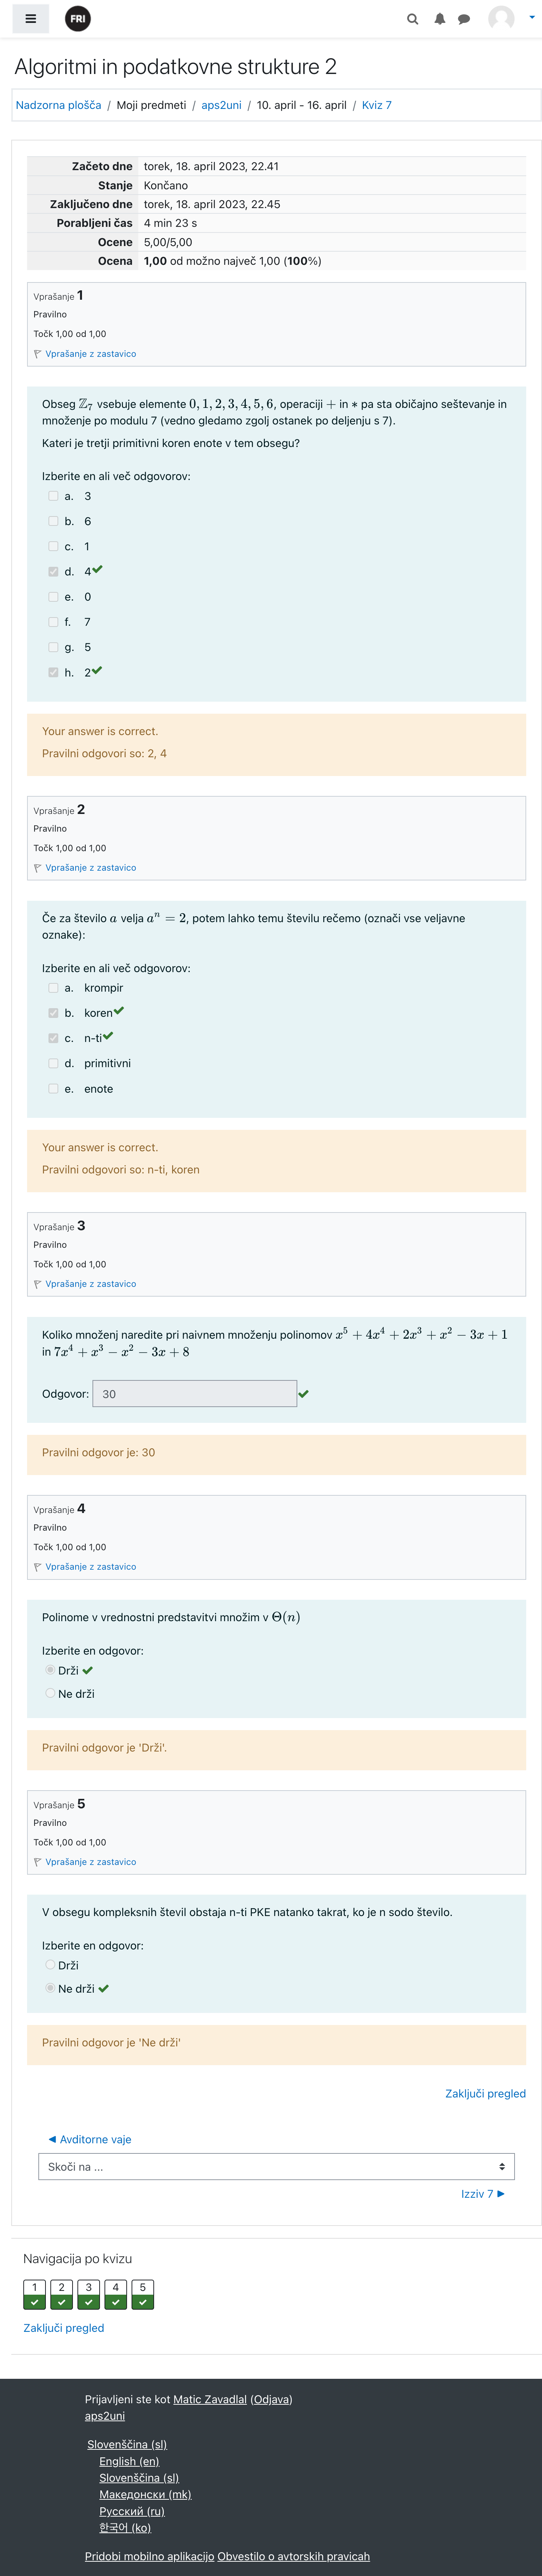 FRI
Algoritmi in podatkovne strukture 2
Nadzorna plošča / Moji predmeti / aps2uni / 10. april - 16. april / Kviz 7
Začeto dne torek, 18. april 2023, 22.41
Stanje Končano
Zaključeno dne torek, 18. april 2023, 22.45
Porabljeni čas 4 min 23 s
Ocene 5,00/5,00
Ocena 1,00 od možno največ 1,00 (100%)
Vprašanje 1
Pravilno
Točk 1,00 od 1,00
Vprašanje z zastavico
Obseg ℤ₇ vsebuje elemente 0, 1, 2, 3, 4, 5, 6, operaciji + in * pa sta običajno seštevanje in
množenje po modulu 7 (vedno gledamo zgolj ostanek po deljenju s 7).
Kateri je tretji primitivni koren enote v tem obsegu?
Izberite en ali več odgovorov:
a. 3
b. 6
c. 1
d. 4
e. 0
f. 7
g. 5
h. 2
Your answer is correct.
Pravilni odgovori so: 2, 4
Vprašanje 2
Pravilno
Točk 1,00 od 1,00
Vprašanje z zastavico
Če za število a velja aⁿ = 2, potem lahko temu številu rečemo (označi vse veljavne
oznake):
Izberite en ali več odgovorov:
a. krompir
b. koren
c. n-ti
d. primitivni
e. enote
Your answer is correct.
Pravilni odgovori so: n-ti, koren
Vprašanje 3
Pravilno
Točk 1,00 od 1,00
Vprašanje z zastavico
Koliko množenj naredite pri naivnem množenju polinomov x⁵ + 4x⁴ + 2x³ + x² − 3x + 1
in 7x⁴ + x³ − x² − 3x + 8
Odgovor: 30
Pravilni odgovor je: 30
Vprašanje 4
Pravilno
Točk 1,00 od 1,00
Vprašanje z zastavico
Polinome v vrednostni predstavitvi množim v Θ(n)
Izberite en odgovor:
Drži
Ne drži
Pravilni odgovor je 'Drži'.
Vprašanje 5
Pravilno
Točk 1,00 od 1,00
Vprašanje z zastavico
V obsegu kompleksnih števil obstaja n-ti PKE natanko takrat, ko je n sodo število.
Izberite en odgovor:
Drži
Ne drži
Pravilni odgovor je 'Ne drži'
Zaključi pregled
◄ Avditorne vaje
Skoči na ...
Izziv 7 ►
Navigacija po kvizu
1 2 3 4 5
Zaključi pregled
Prijavljeni ste kot Matic Zavadlal (Odjava)
aps2uni
Slovenščina (sl)
English (en)
Slovenščina (sl)
Македонски (mk)
Русский (ru)
한국어 (ko)
Pridobi mobilno aplikacijo Obvestilo o avtorskih pravicah